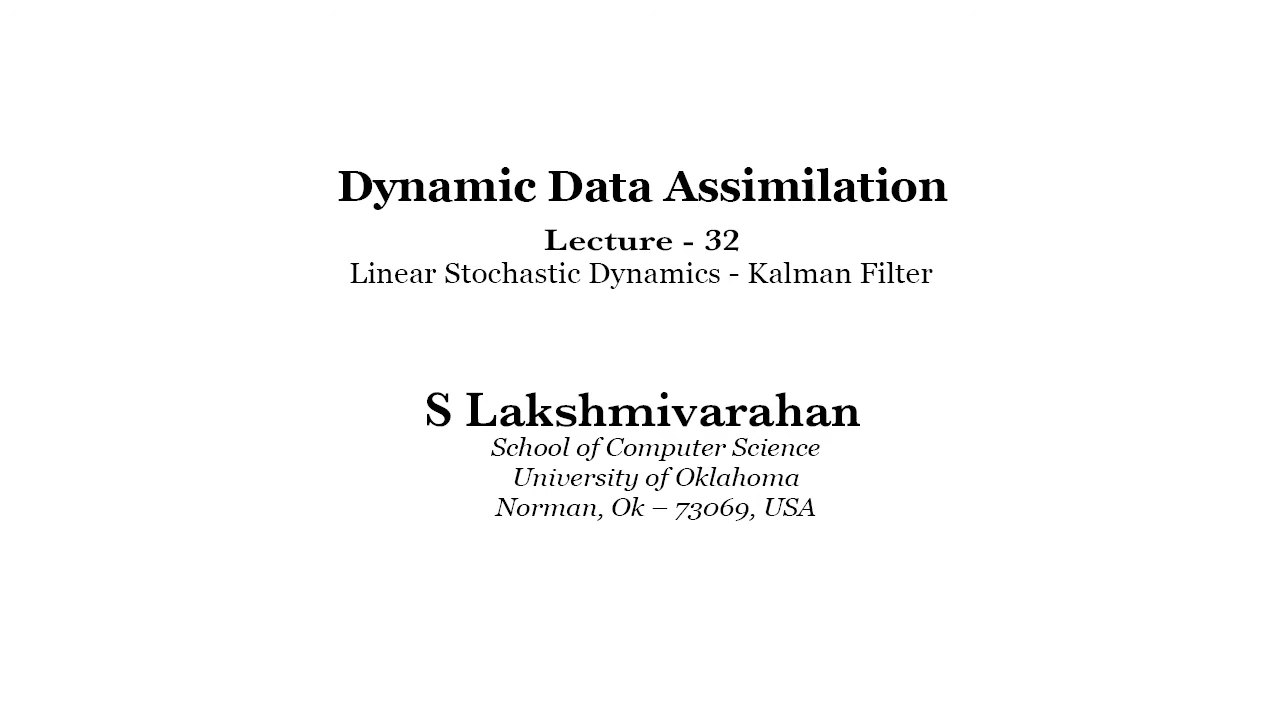 Dynamic Data Assimilation
Lecture - 32
Linear Stochastic Dynamics - Kalman Filter
S Lakshmivarahan
School of Computer Science
University of Oklahoma
Norman, Ok – 73069, USA